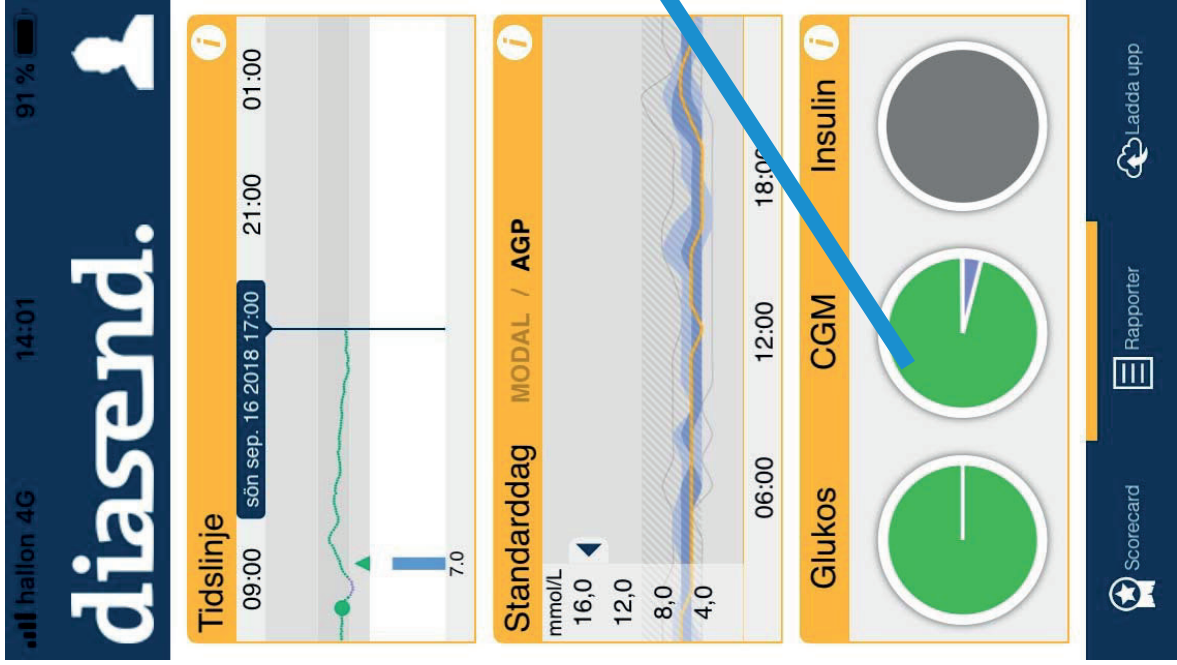 hallon 4G 14:01 91 %
diasend.
Tidslinje
09:00 21:00 01:00
sön sep. 16 2018 17:00
7.0
Standarddag MODAL / AGP
mmol/L
16,0
12,0
8,0
4,0
06:00 12:00 18:00
Glukos CGM Insulin
Scorecard Rapporter Ladda upp